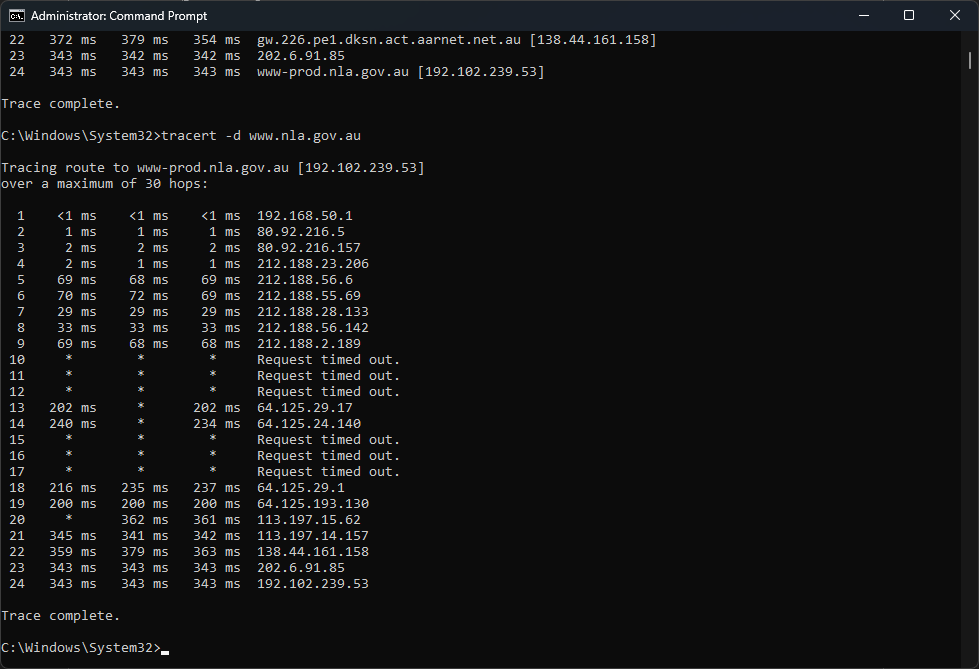 Administrator: Command Prompt
22   372 ms   379 ms   354 ms  gw.226.pe1.dksn.act.aarnet.net.au [138.44.161.158]
23   343 ms   342 ms   342 ms  202.6.91.85
24   343 ms   343 ms   343 ms  www-prod.nla.gov.au [192.102.239.53]
Trace complete.
C:\Windows\System32>tracert -d www.nla.gov.au
Tracing route to www-prod.nla.gov.au [192.102.239.53]
over a maximum of 30 hops:
1    <1 ms    <1 ms    <1 ms  192.168.50.1
2     1 ms     1 ms     1 ms  80.92.216.5
3     2 ms     2 ms     2 ms  80.92.216.157
4     2 ms     1 ms     1 ms  212.188.23.206
5    69 ms    68 ms    69 ms  212.188.56.6
6    70 ms    72 ms    69 ms  212.188.55.69
7    29 ms    29 ms    29 ms  212.188.28.133
8    33 ms    33 ms    33 ms  212.188.56.142
9    69 ms    68 ms    68 ms  212.188.2.189
10     *        *        *     Request timed out.
11     *        *        *     Request timed out.
12     *        *        *     Request timed out.
13   202 ms     *      202 ms  64.125.29.17
14   240 ms     *      234 ms  64.125.24.140
15     *        *        *     Request timed out.
16     *        *        *     Request timed out.
17     *        *        *     Request timed out.
18   216 ms   235 ms   237 ms  64.125.29.1
19   200 ms   200 ms   200 ms  64.125.193.130
20     *      362 ms   361 ms  113.197.15.62
21   345 ms   341 ms   342 ms  113.197.14.157
22   359 ms   379 ms   363 ms  138.44.161.158
23   343 ms   343 ms   343 ms  202.6.91.85
24   343 ms   343 ms   343 ms  192.102.239.53
Trace complete.
C:\Windows\System32>